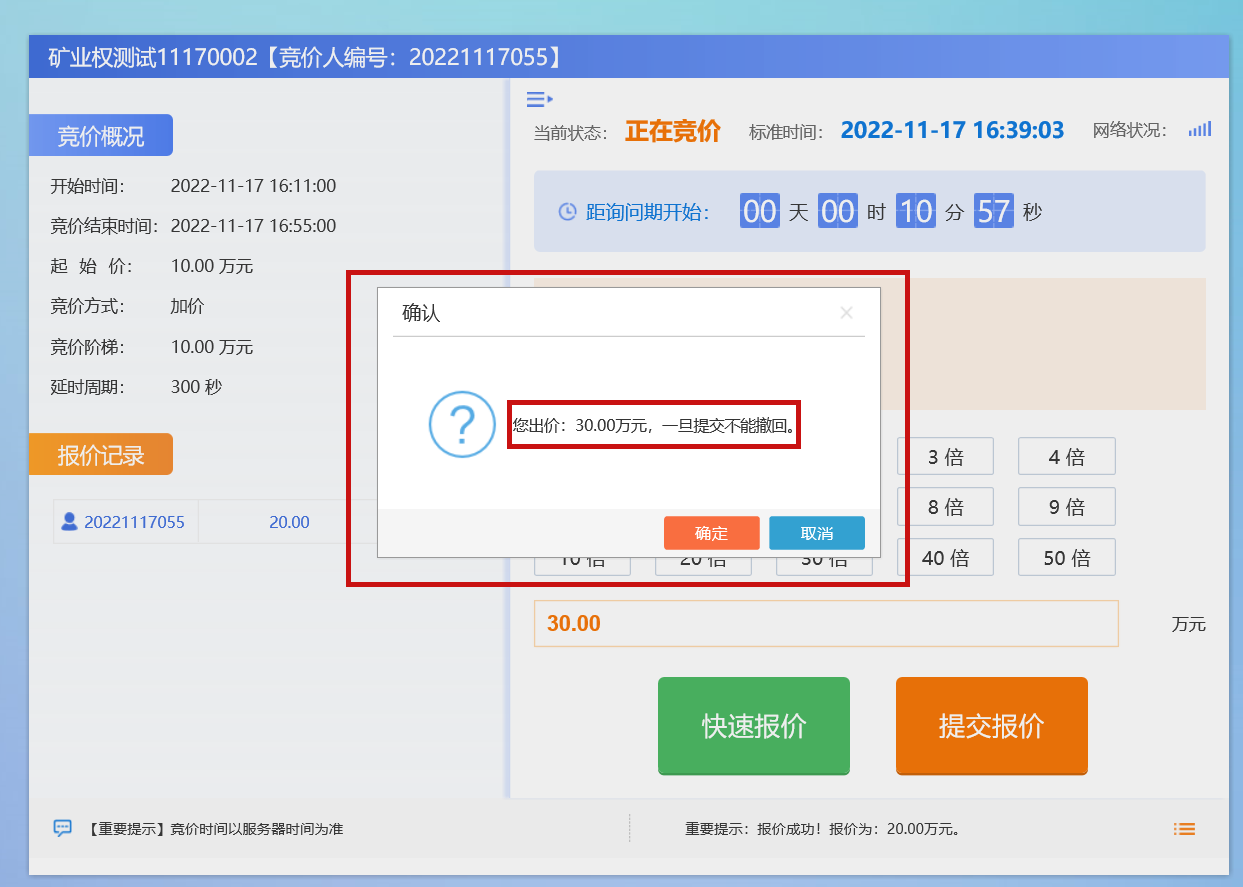 矿业权测试11170002【竞价人编号：20221117055】
竞价概况
开始时间： 2022-11-17 16:11:00
竞价结束时间： 2022-11-17 16:55:00
起 始 价： 10.00 万元
竞价方式： 加价
竞价阶梯： 10.00 万元
延时周期： 300 秒
报价记录
20221117055 20.00
当前状态： 正在竞价 标准时间： 2022-11-17 16:39:03 网络状况：
距询问期开始： 00 天 00 时 10 分 57 秒
确认
您出价：30.00万元，一旦提交不能撤回。
确定 取消
3 倍 4 倍
8 倍 9 倍
10 倍 20 倍 30 倍 40 倍 50 倍
30.00 万元
快速报价 提交报价
【重要提示】竞价时间以服务器时间为准 重要提示：报价成功！报价为：20.00万元。